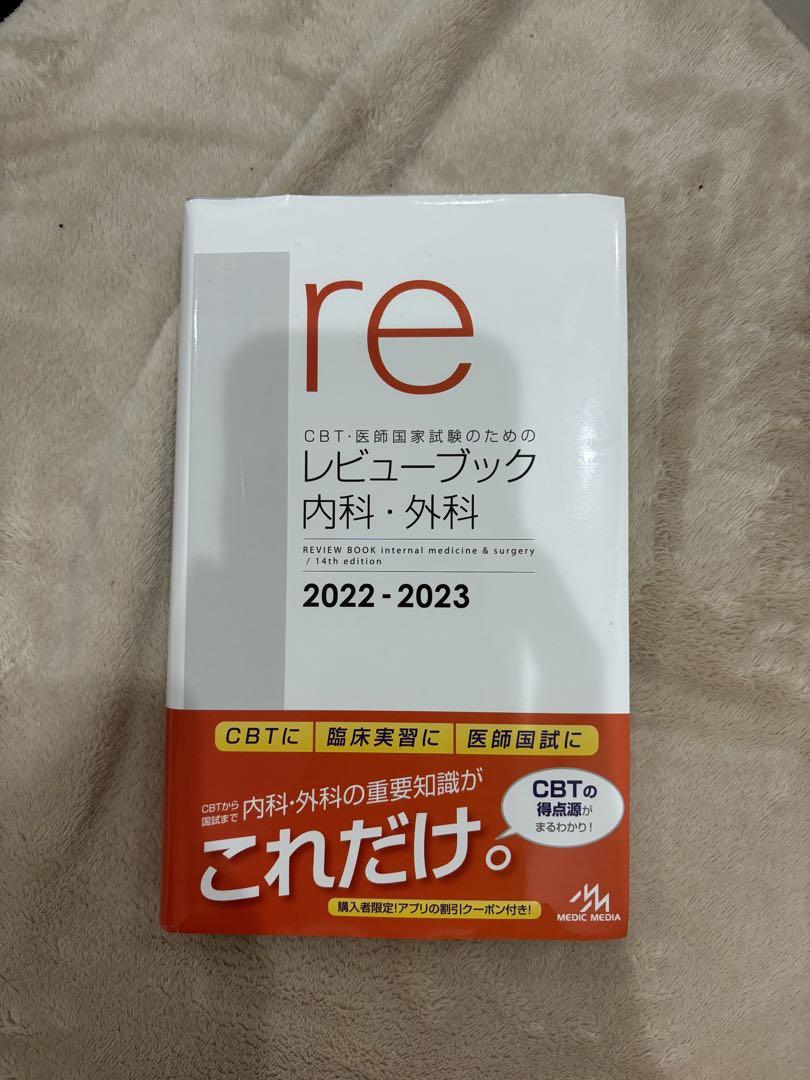 re
CBT・医師国家試験のための
レビューブック
内科・外科
REVIEW BOOK internal medicine & surgery
/ 14th edition
2022 - 2023
CBTに 臨床実習に 医師国試に
CBTから
国試まで
内科・外科の重要知識が
これだけ。
CBTの
得点源が
まるわかり!
購入者限定!アプリの割引クーポン付き!
MEDIC MEDIA